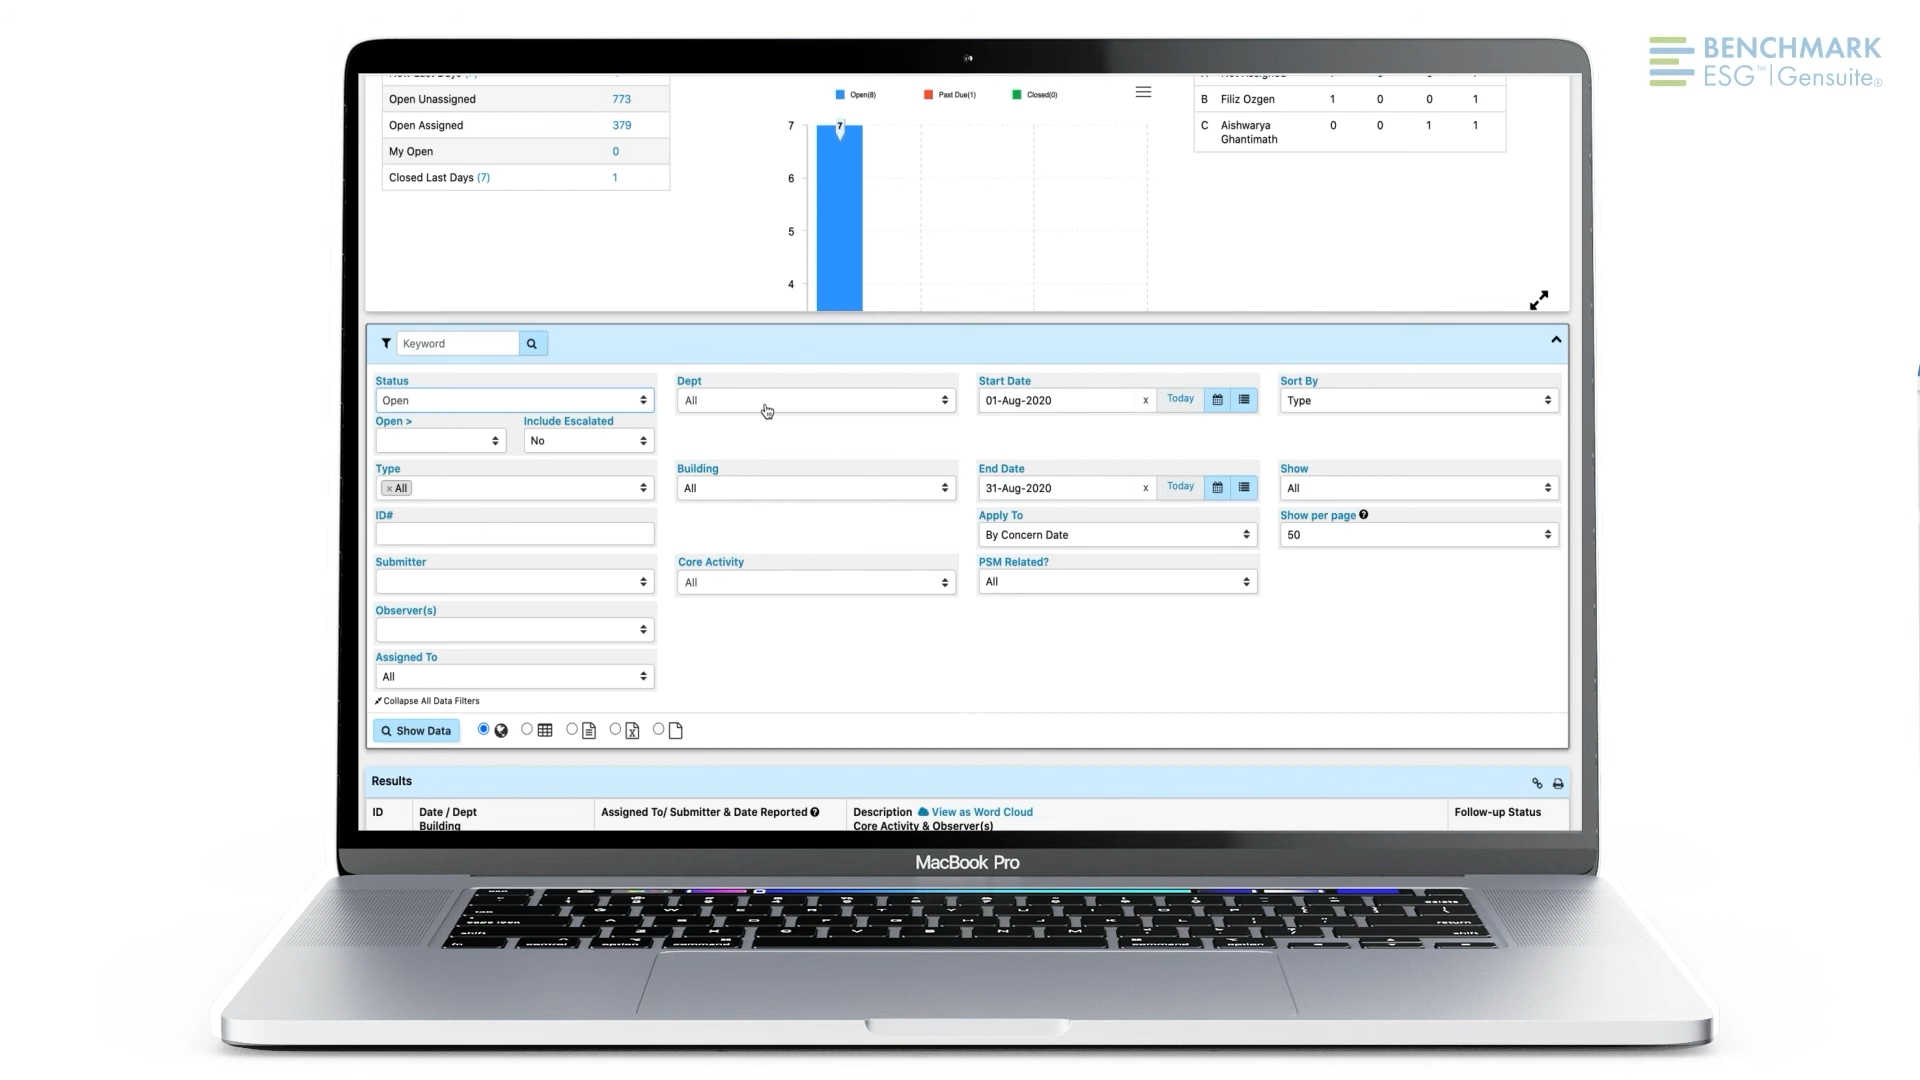 BENCHMARK
ESG™ | Gensuite®
Open Unassigned 773
Open Assigned 379
My Open 0
Closed Last Days (7) 1
Open(8) Past Due(1) Closed(0)
7
7
6
5
4
B Filiz Ozgen 1 0 0 1
C Aishwarya Ghantimath 0 0 1 1
Keyword
Status Dept Start Date Sort By
Open All 01-Aug-2020 x Today Type
Open > Include Escalated
No
Type Building End Date Show
× All All 31-Aug-2020 x Today All
ID# Apply To Show per page
By Concern Date 50
Submitter Core Activity PSM Related?
All All
Observer(s)
Assigned To
All
Collapse All Data Filters
Show Data
Results
ID Date / Dept Assigned To/ Submitter & Date Reported Description View as Word Cloud Follow-up Status
Building Core Activity & Observer(s)
MacBook Pro